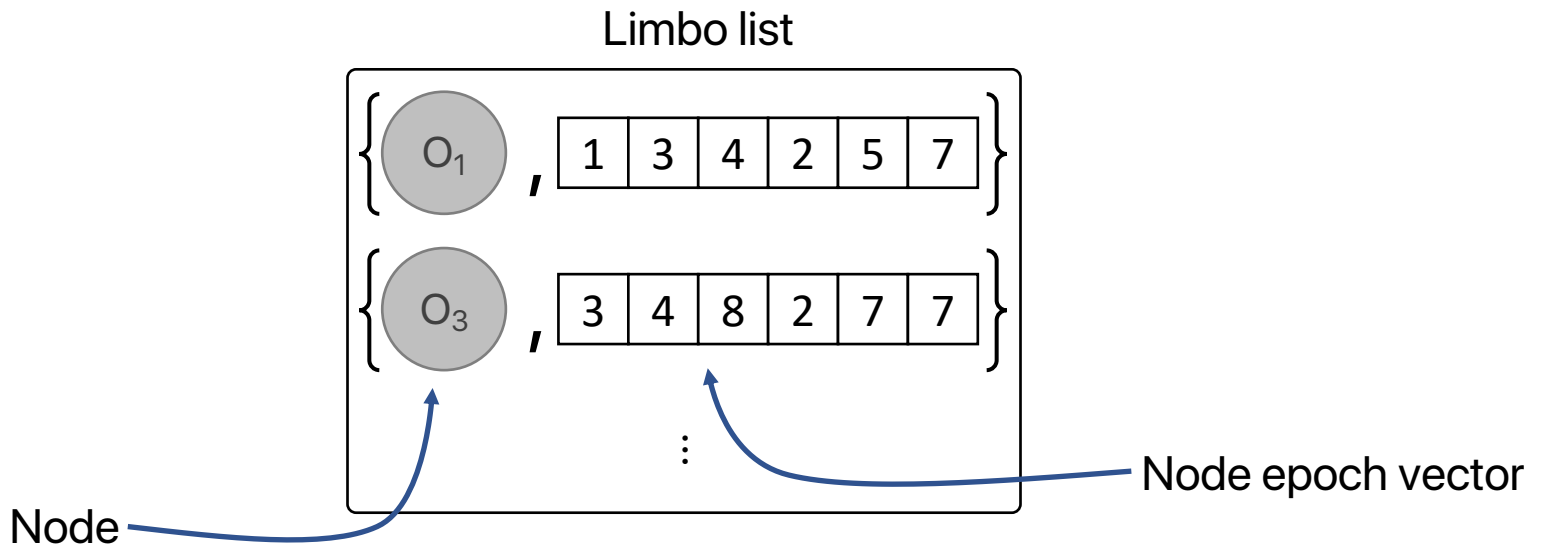 Limbo list
{ O₁ , 1 3 4 2 5 7 }
{ O₃ , 3 4 8 2 7 7 }
⋮
Node epoch vector
Node